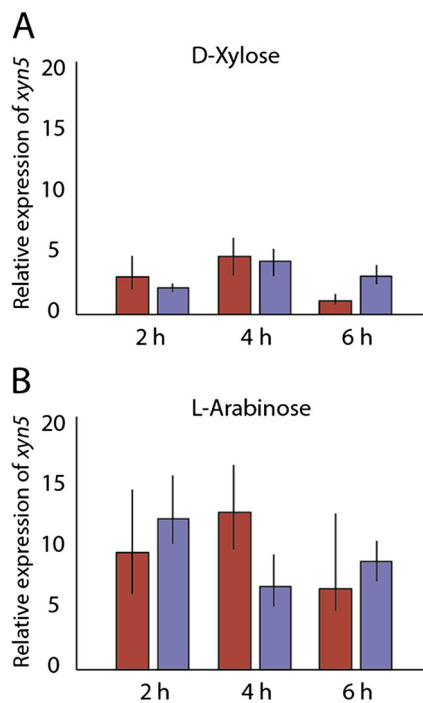 A
D-Xylose
Relative expression of xyn5
20
15
10
5
0
2 h 4 h 6 h
B
L-Arabinose
Relative expression of xyn5
20
15
10
5
0
2 h 4 h 6 h